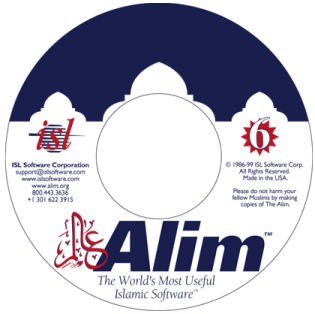 isl
ISL Software Corporation
support@islsoftware.com
www.islsoftware.com
www.alim.org
800.443.3636
+1 301 622 3915
6
© 1986-99 ISL Software Corp.
All Rights Reserved.
Made in the USA.
Please do not harm your
fellow Muslims by making
copies of The Alim.
عالم
Alim™
The World's Most Useful
Islamic Software™